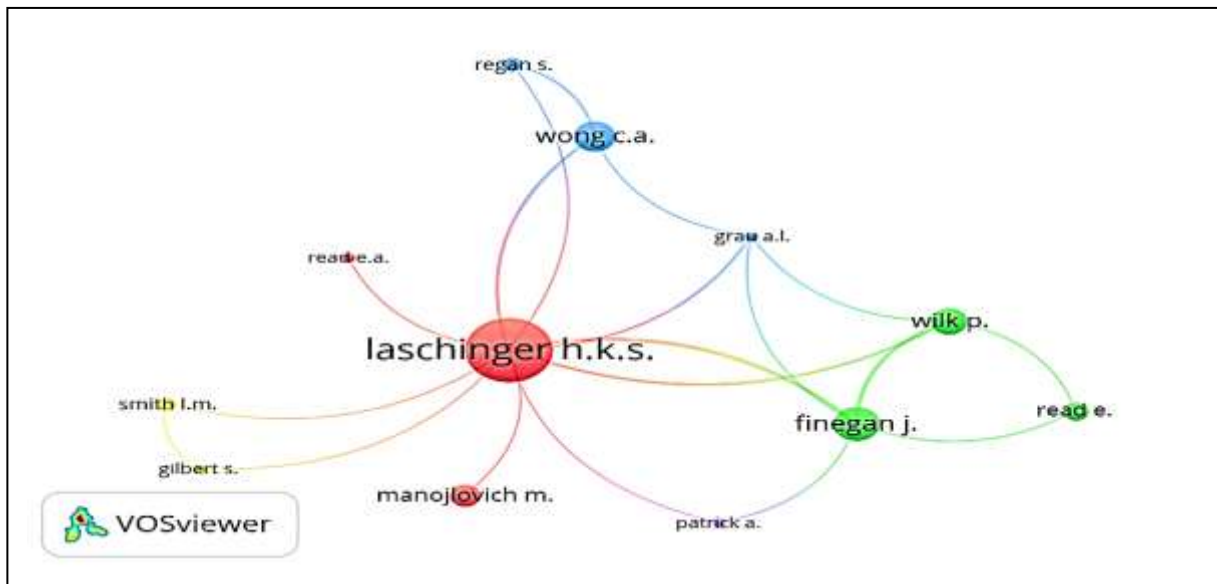 regan s.
wong c.a.
grau a.l.
read e.a.
wilk p.
laschinger h.k.s.
smith l.m.
read e.
finegan j.
gilbert s.
manojlovich m.
patrick a.
VOSviewer